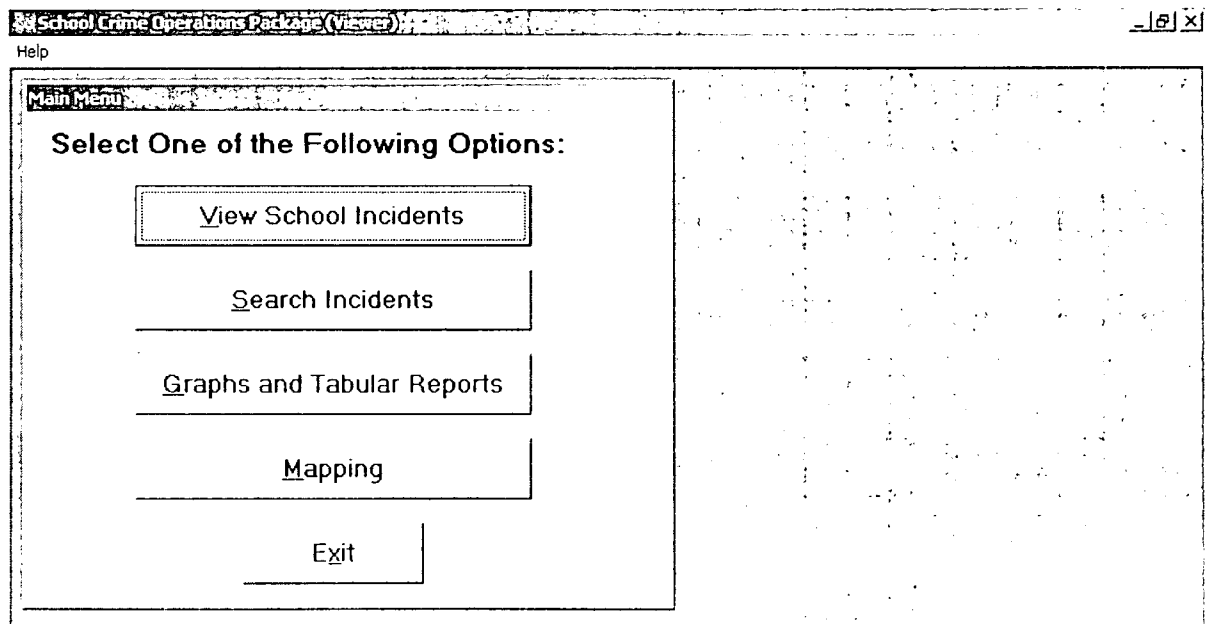 School Crime Operations Package (Viewer)
Help
Main Menu
Select One of the Following Options:
View School Incidents
Search Incidents
Graphs and Tabular Reports
Mapping
Exit